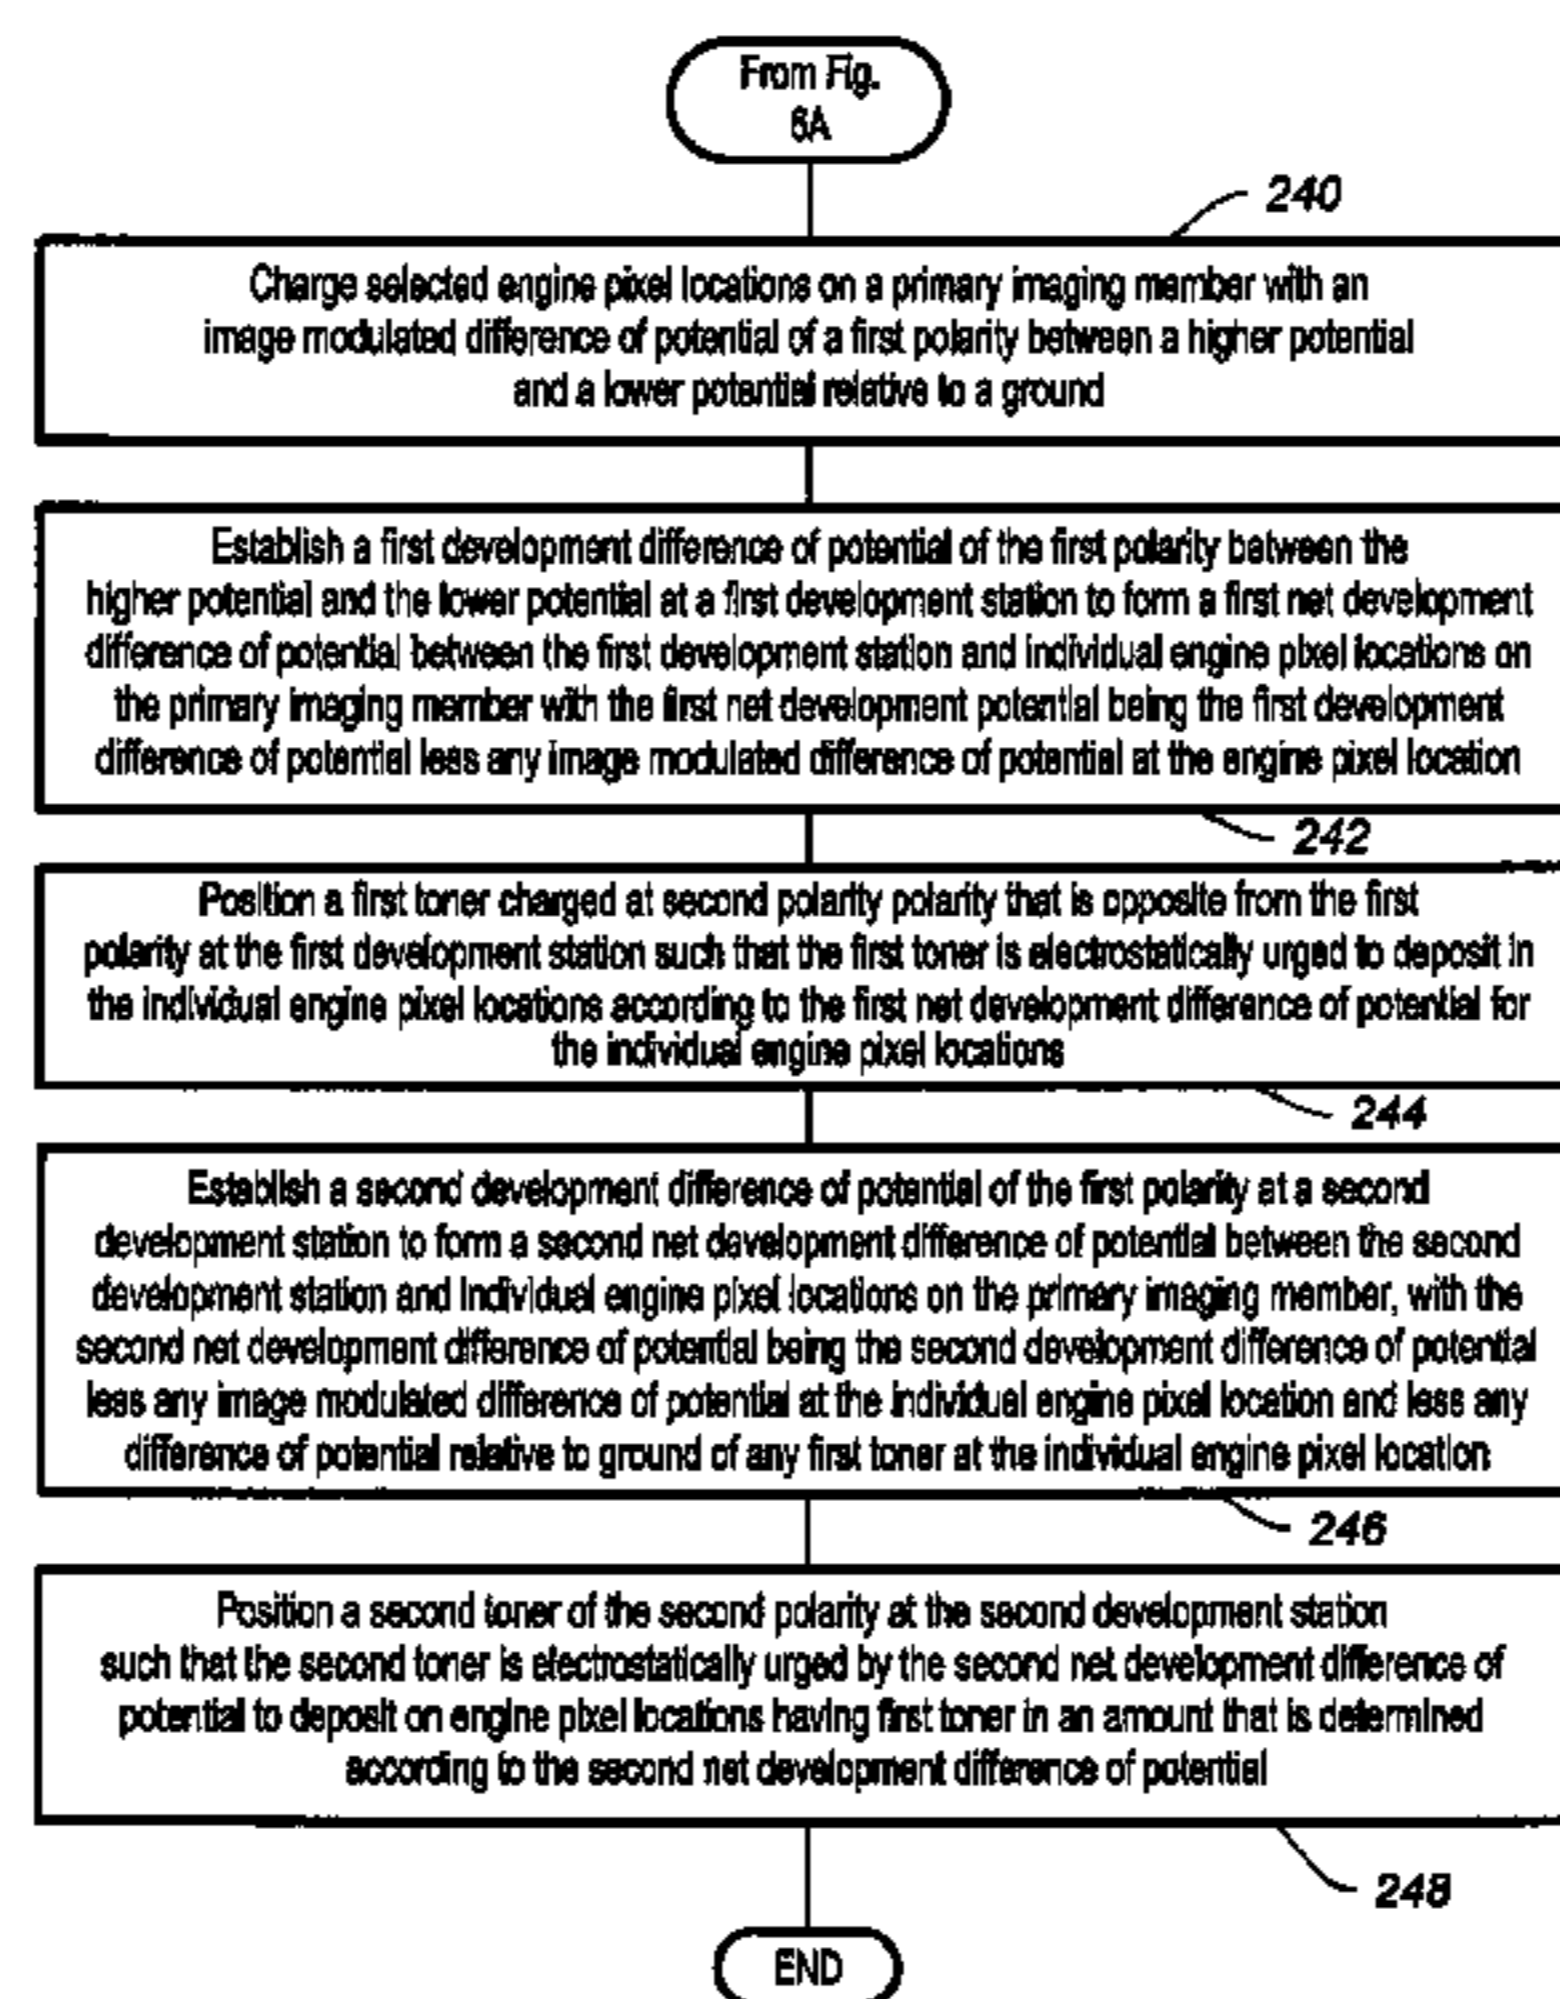 From Fig.
6A
240
Charge selected engine pixel locations on a primary imaging member with an
image modulated difference of potential of a first polarity between a higher potential
and a lower potential relative to a ground
Establish a first development difference of potential of the first polarity between the
higher potential and the lower potential at a first development station to form a first net development
difference of potential between the first development station and individual engine pixel locations on
the primary imaging member with the first net development potential being the first development
difference of potential less any image modulated difference of potential at the engine pixel location
242
Position a first toner charged at second polarity polarity that is opposite from the first
polarity at the first development station such that the first toner is electrostatically urged to deposit in
the individual engine pixel locations according to the first net development difference of potential for
the individual engine pixel locations
244
Establish a second development difference of potential of the first polarity at a second
development station to form a second net development difference of potential between the second
development station and individual engine pixel locations on the primary imaging member, with the
second net development difference of potential being the second development difference of potential
less any image modulated difference of potential at the individual engine pixel location and less any
difference of potential relative to ground of any first toner at the individual engine pixel location
246
Position a second toner of the second polarity at the second development station
such that the second toner is electrostatically urged by the second net development difference of
potential to deposit on engine pixel locations having first toner in an amount that is determined
according to the second net development difference of potential
248
END